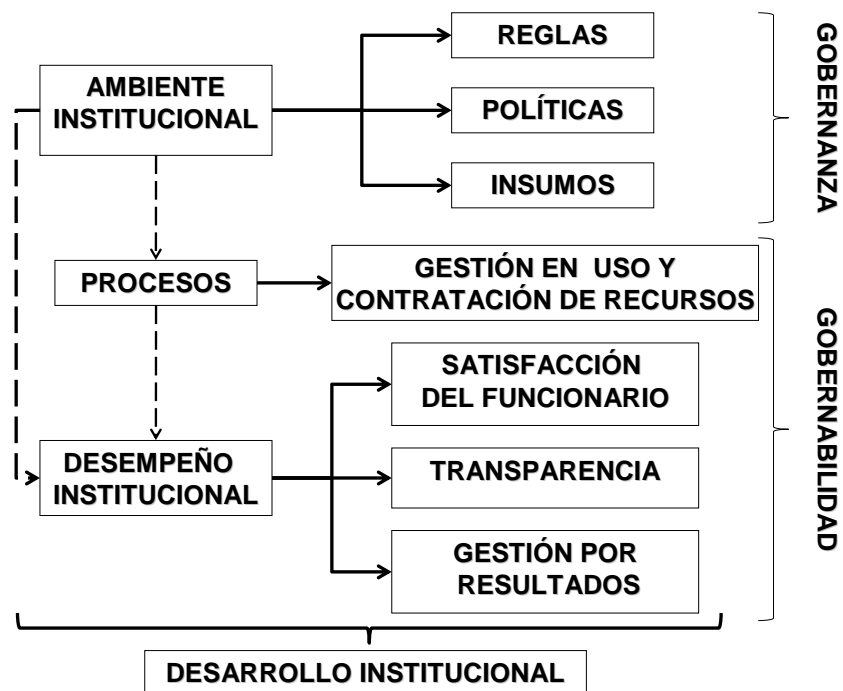 REGLAS
AMBIENTE
INSTITUCIONAL
POLÍTICAS
INSUMOS
GOBERNANZA
PROCESOS
GESTIÓN EN USO Y
CONTRATACIÓN DE RECURSOS
SATISFACCIÓN
DEL FUNCIONARIO
DESEMPEÑO
INSTITUCIONAL
TRANSPARENCIA
GESTIÓN POR
RESULTADOS
GOBERNABILIDAD
DESARROLLO INSTITUCIONAL